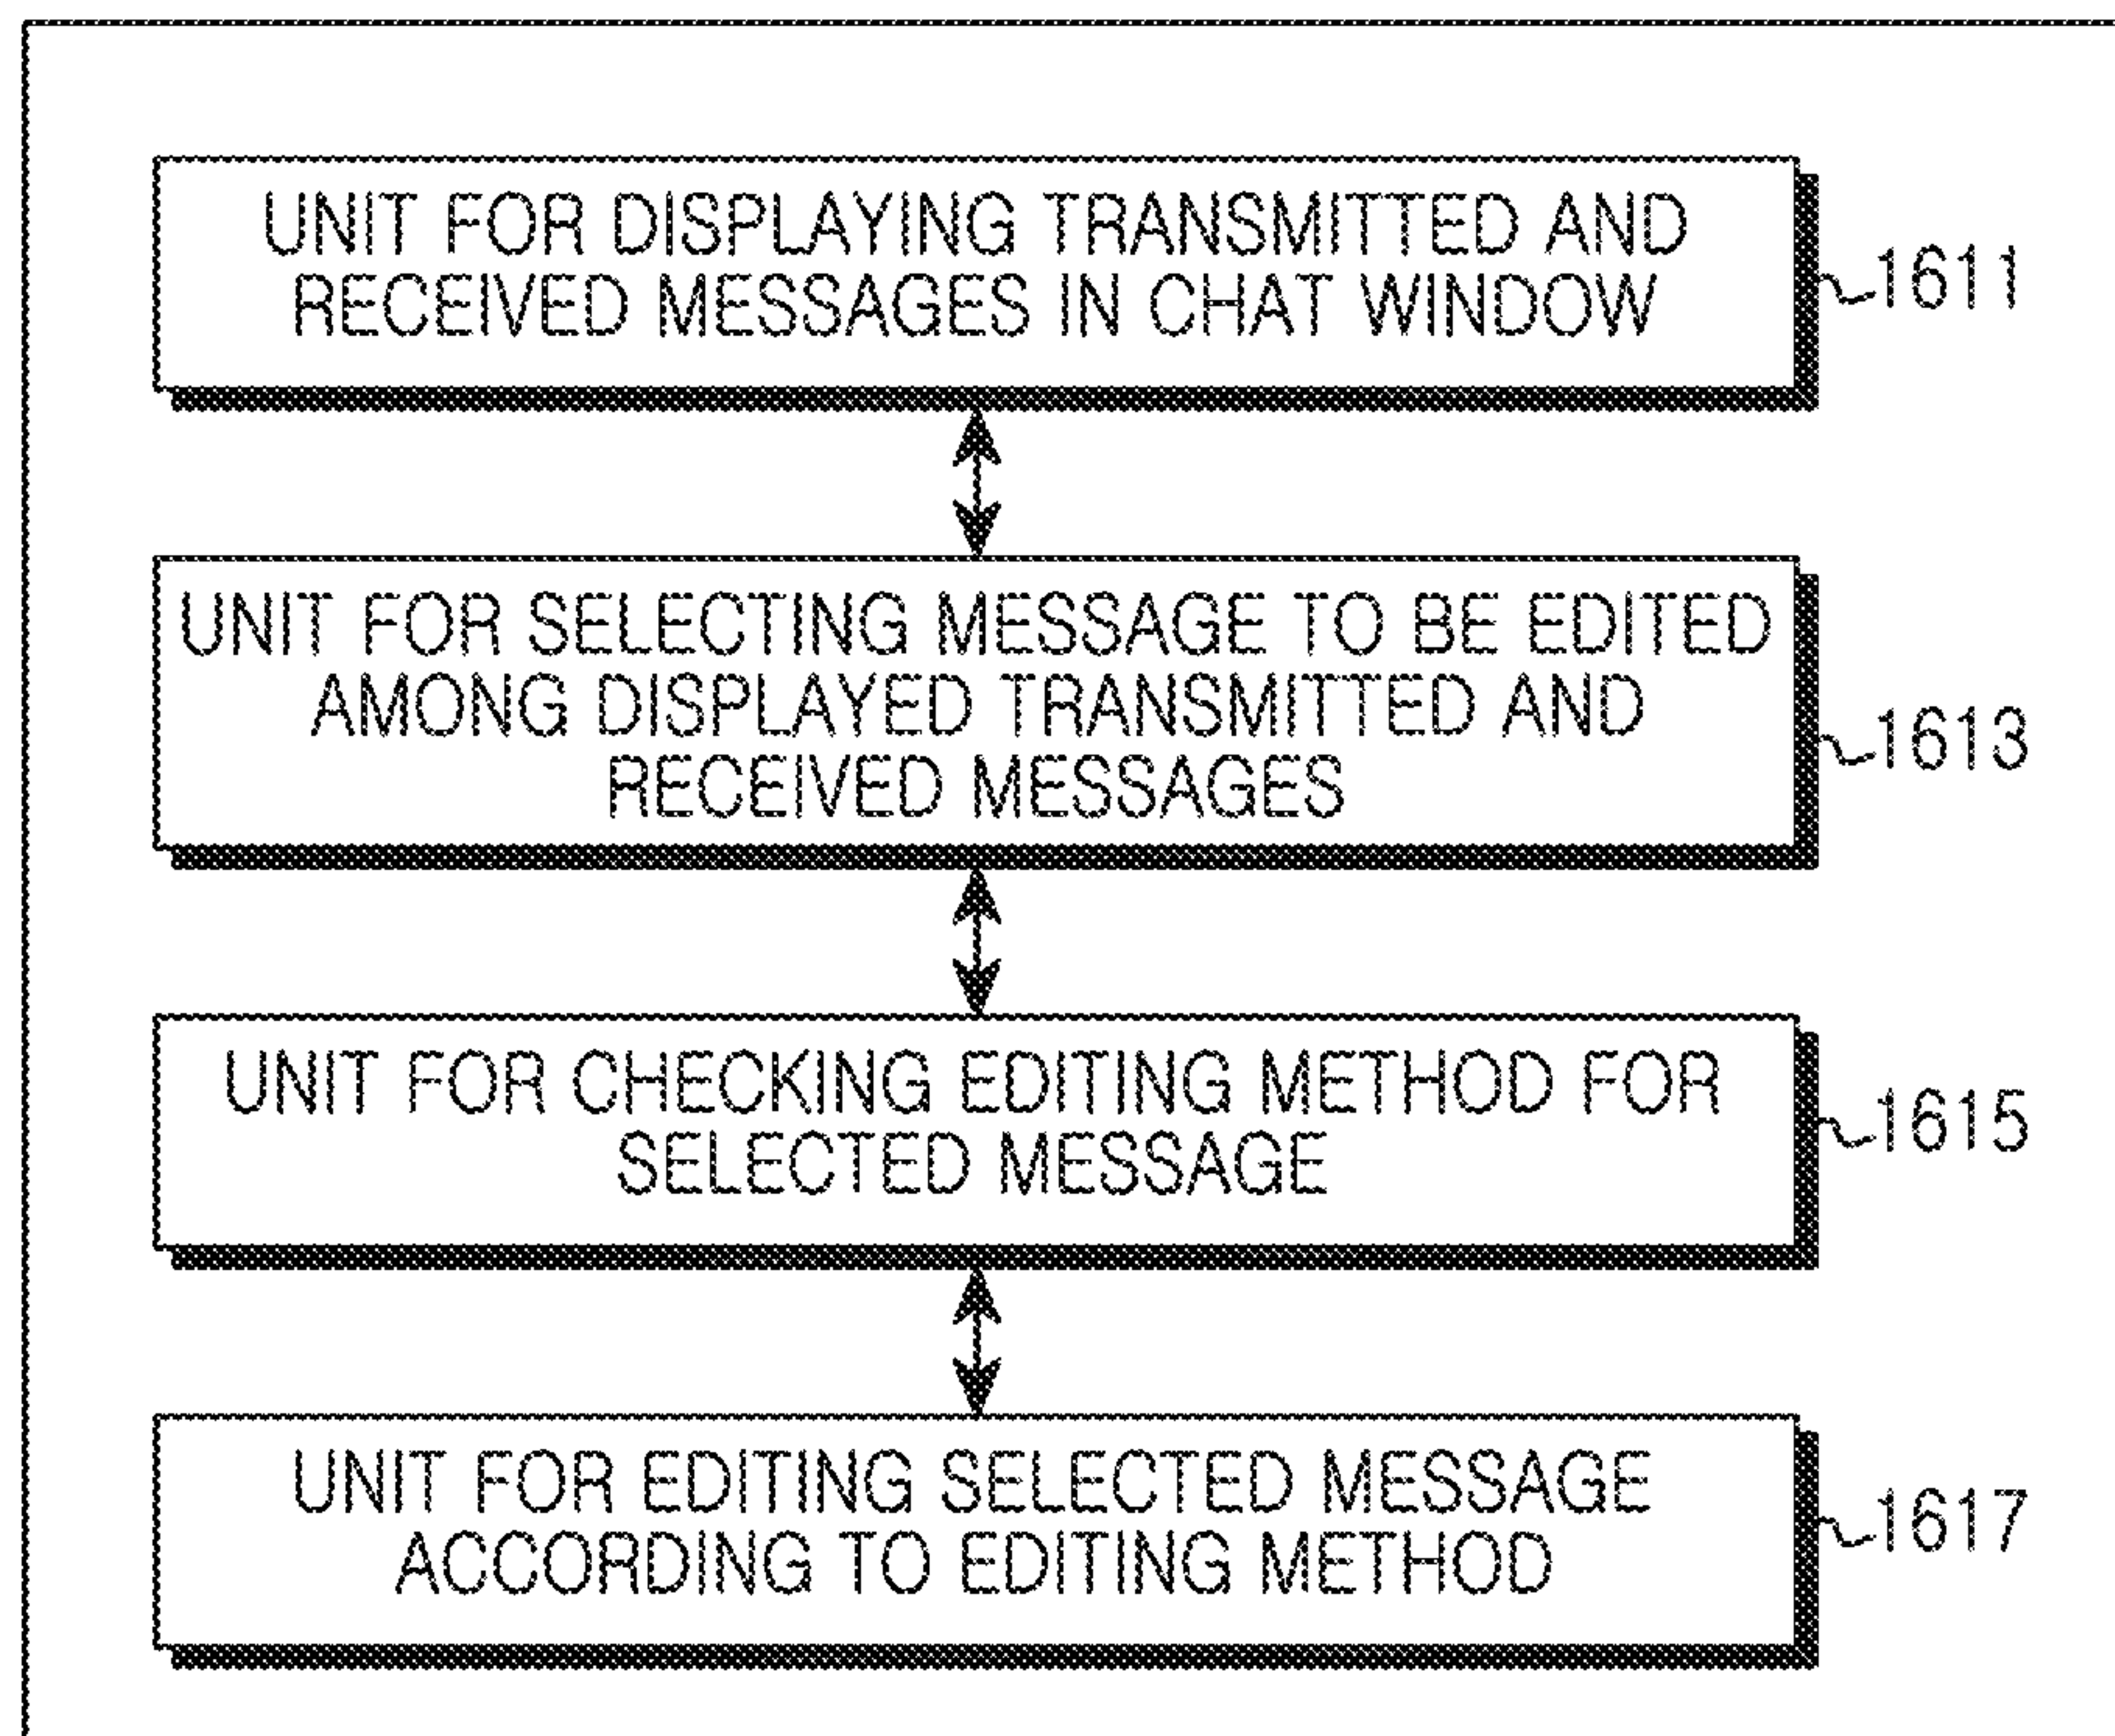 UNIT FOR DISPLAYING TRANSMITTED AND
RECEIVED MESSAGES IN CHAT WINDOW
1611
UNIT FOR SELECTING MESSAGE TO BE EDITED
AMONG DISPLAYED TRANSMITTED AND
RECEIVED MESSAGES
1613
UNIT FOR CHECKING EDITING METHOD FOR
SELECTED MESSAGE
1615
UNIT FOR EDITING SELECTED MESSAGE
ACCORDING TO EDITING METHOD
1617